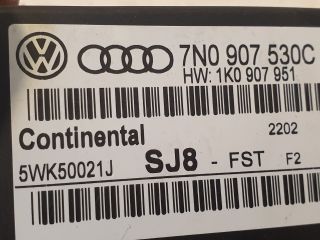 7N0 907 530C
HW: 1K0 907 951
Continental 2202
5WK50021J SJ8 - FST F2